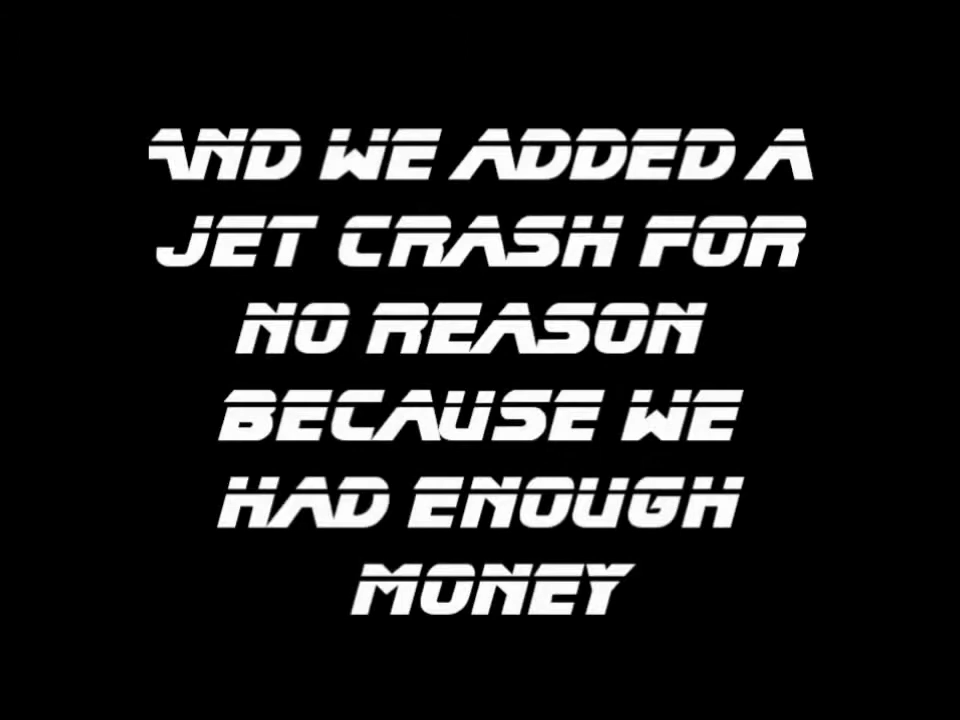 AND WE ADDED A
JET CRASH FOR
NO REASON
BECAUSE WE
HAD ENOUGH
MONEY